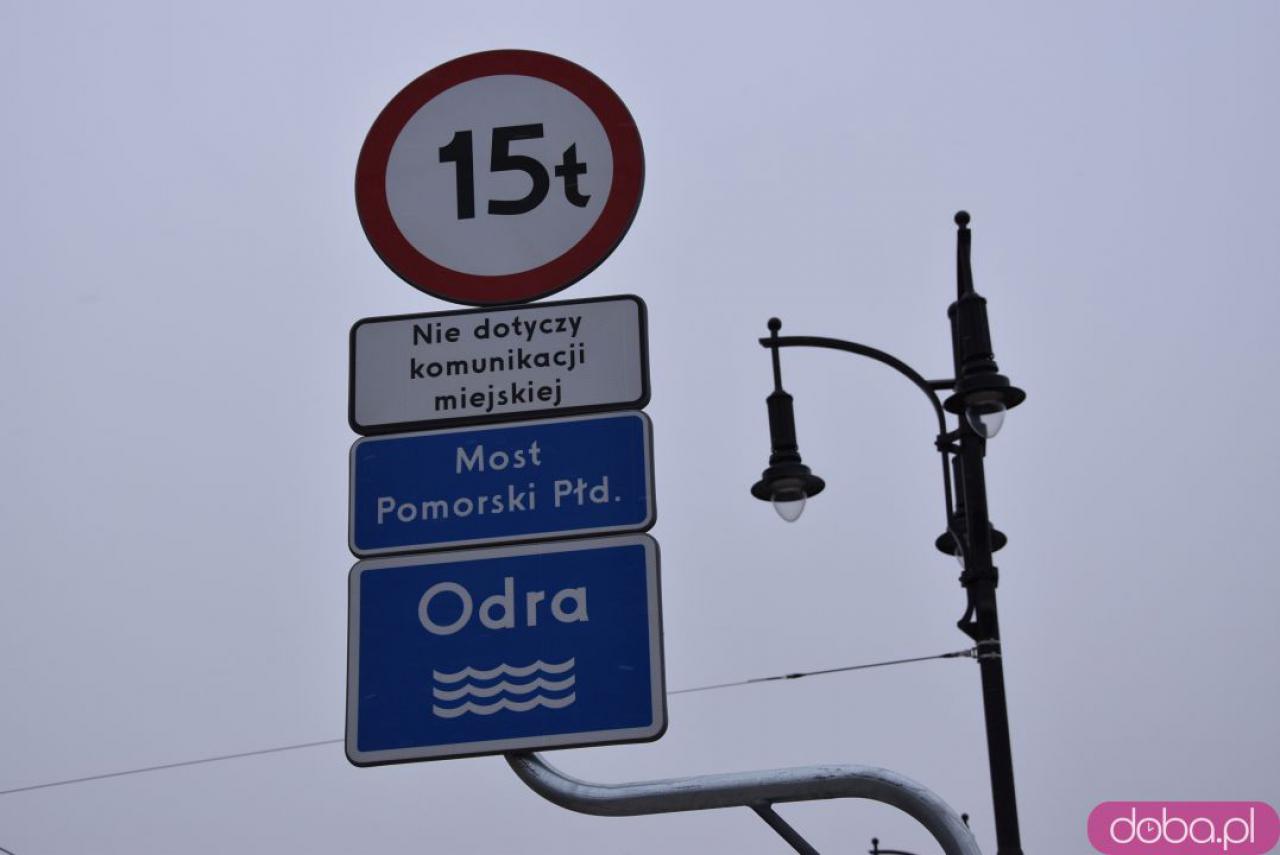 15t
Nie dotyczy
komunikacji
miejskiej
Most
Pomorski Płd.
Odra
doba.pl